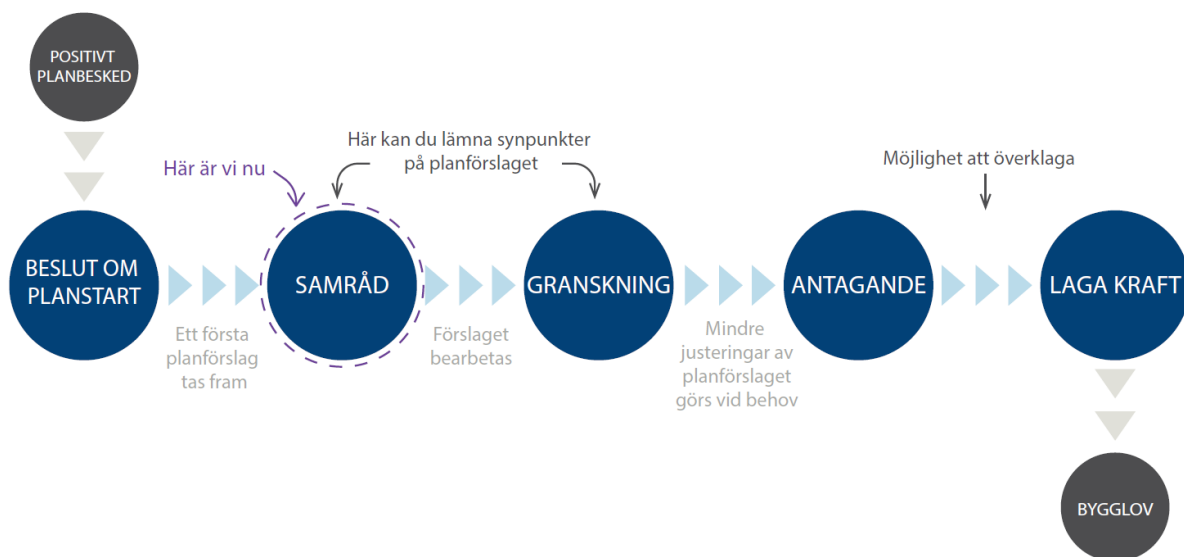 POSITIVT
PLANBESKED
Här är vi nu
Här kan du lämna synpunkter
på planförslaget
Möjlighet att överklaga
BESLUT OM
PLANSTART
SAMRÅD
GRANSKNING
ANTAGANDE
LAGA KRAFT
Ett första
planförslag
tas fram
Förslaget
bearbetas
Mindre
justeringar av
planförslaget
görs vid behov
BYGGLOV